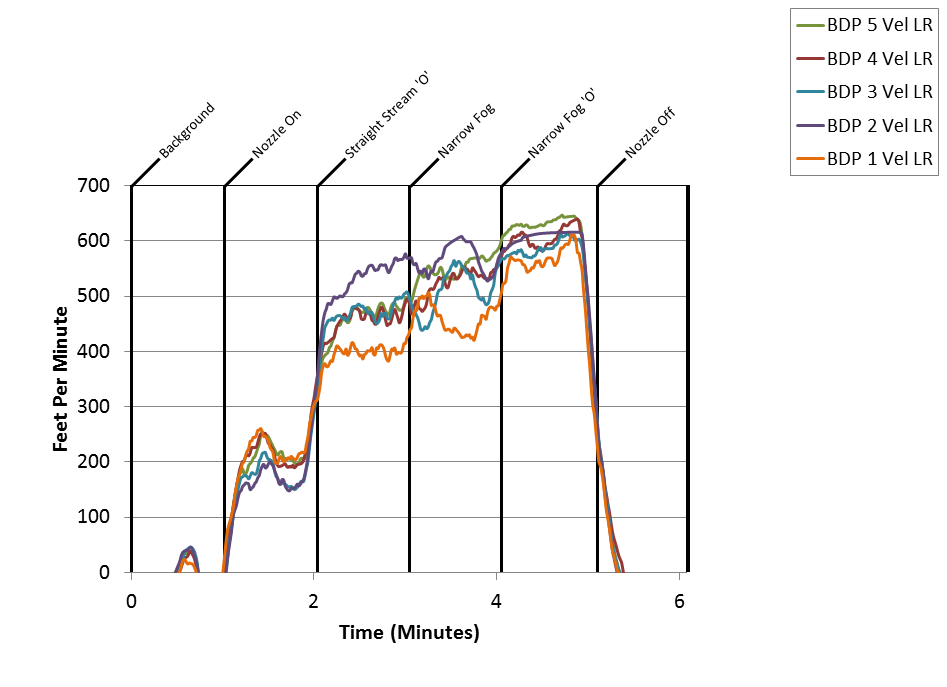 BDP 5 Vel LR
BDP 4 Vel LR
BDP 3 Vel LR
BDP 2 Vel LR
BDP 1 Vel LR
Background
Nozzle On
Straight Stream 'O'
Narrow Fog
Narrow Fog 'O'
Nozzle Off
Feet Per Minute
700
600
500
400
300
200
100
0
0 2 4 6
Time (Minutes)